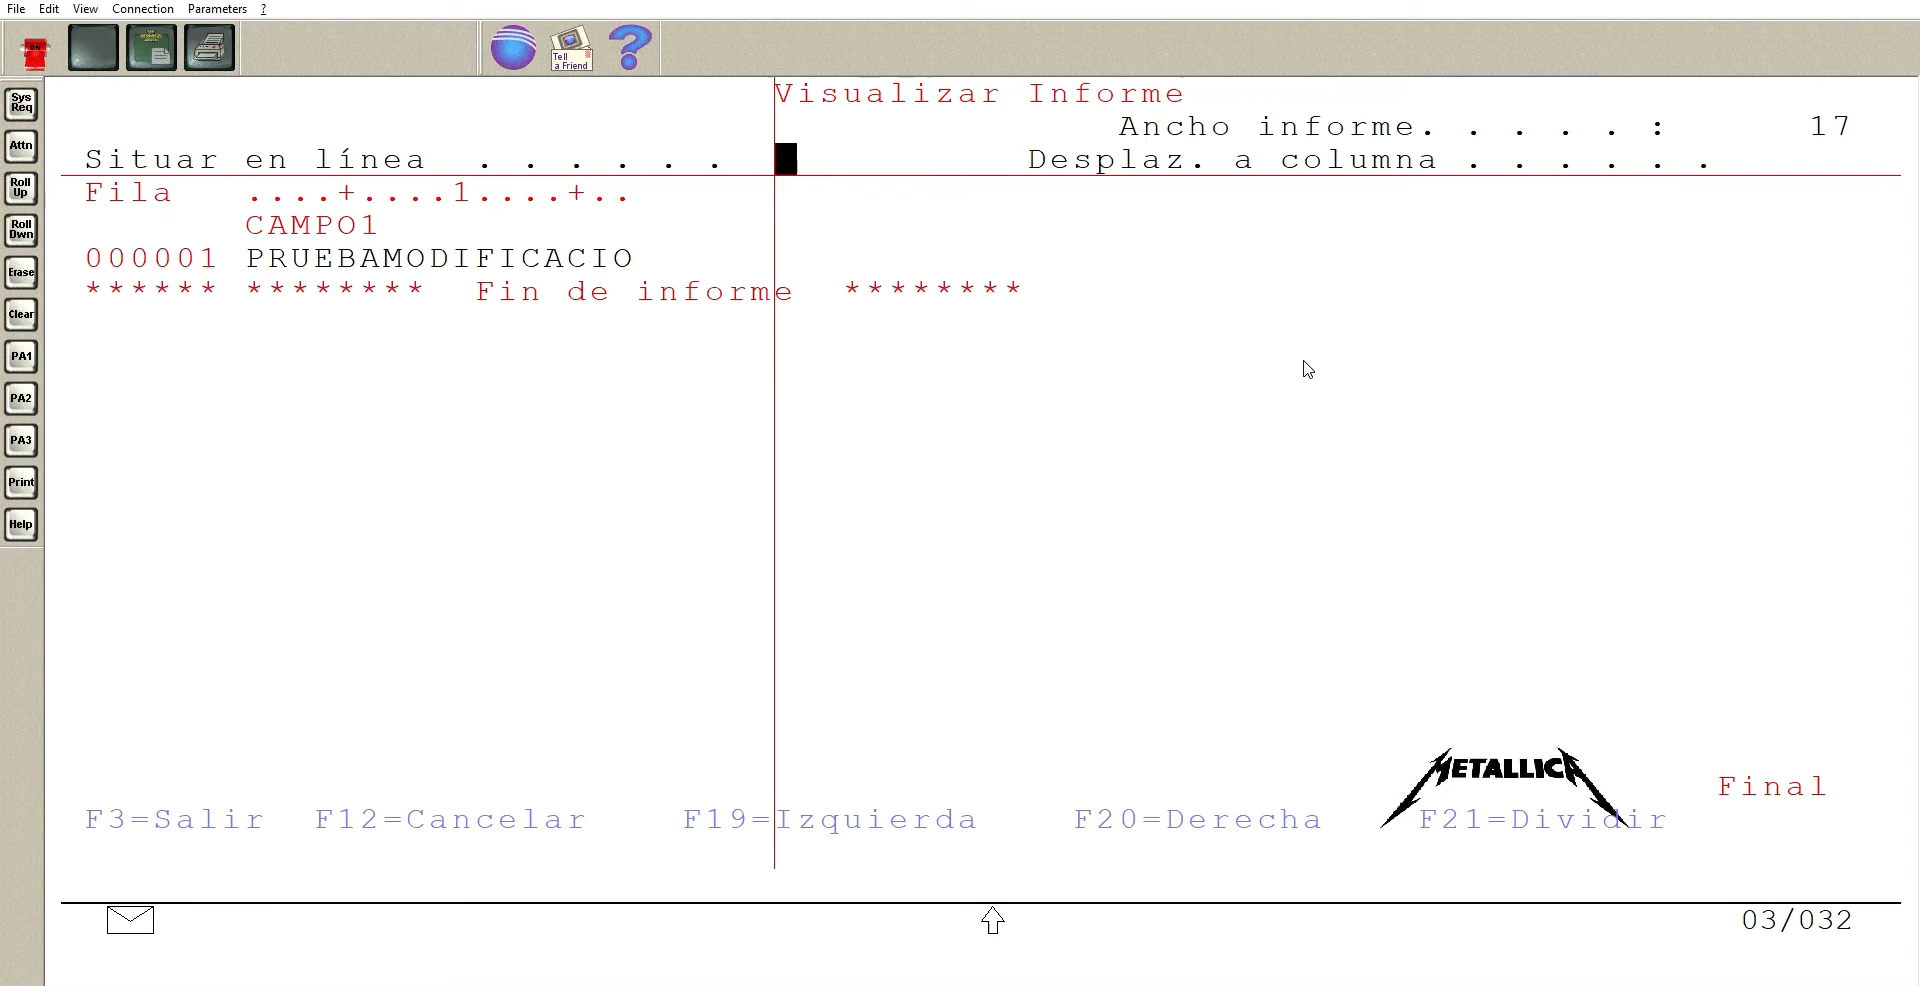 File Edit View Connection Parameters ?
ON
Tell
a Friend
?
Sys
Req
Attn
Roll
Up
Roll
Dwn
Erase
Clear
PA1
PA2
PA3
Print
Help
Visualizar Informe
Ancho informe. . . . . : 17
Situar en línea . . . . . . Desplaz. a columna . . . . . .
Fila ....+....1....+..
CAMPO1
000001 PRUEBAMODIFICACIO
****** ******** Fin de informe ********
METALLICA
Final
F3=Salir F12=Cancelar F19=Izquierda F20=Derecha F21=Dividir
03/032